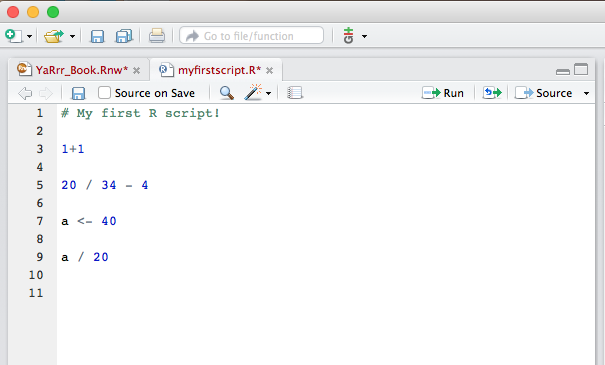 Go to file/function
YaRrr_Book.Rnw* myfirstscript.R*
Source on Save Run Source
1 # My first R script!
2
3 1+1
4
5 20 / 34 - 4
6
7 a <- 40
8
9 a / 20
10
11